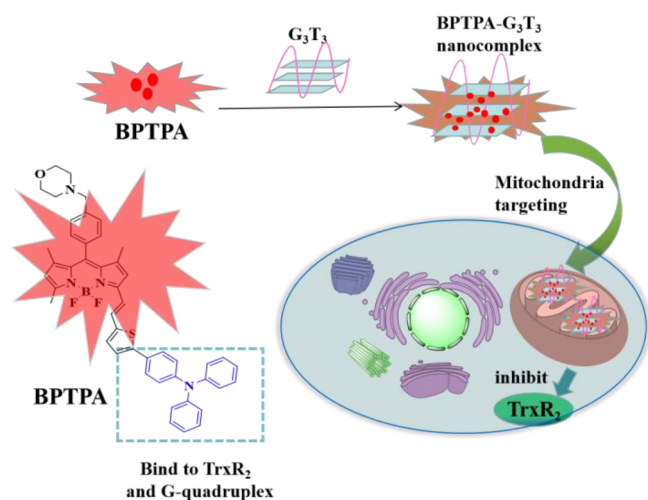 G₃T₃
BPTPA-G₃T₃
nanocomplex
BPTPA
Mitochondria
targeting
O
N
N
N
B
F
F
S
N
BPTPA
inhibit
TrxR₂
Bind to TrxR₂
and G-quadruplex